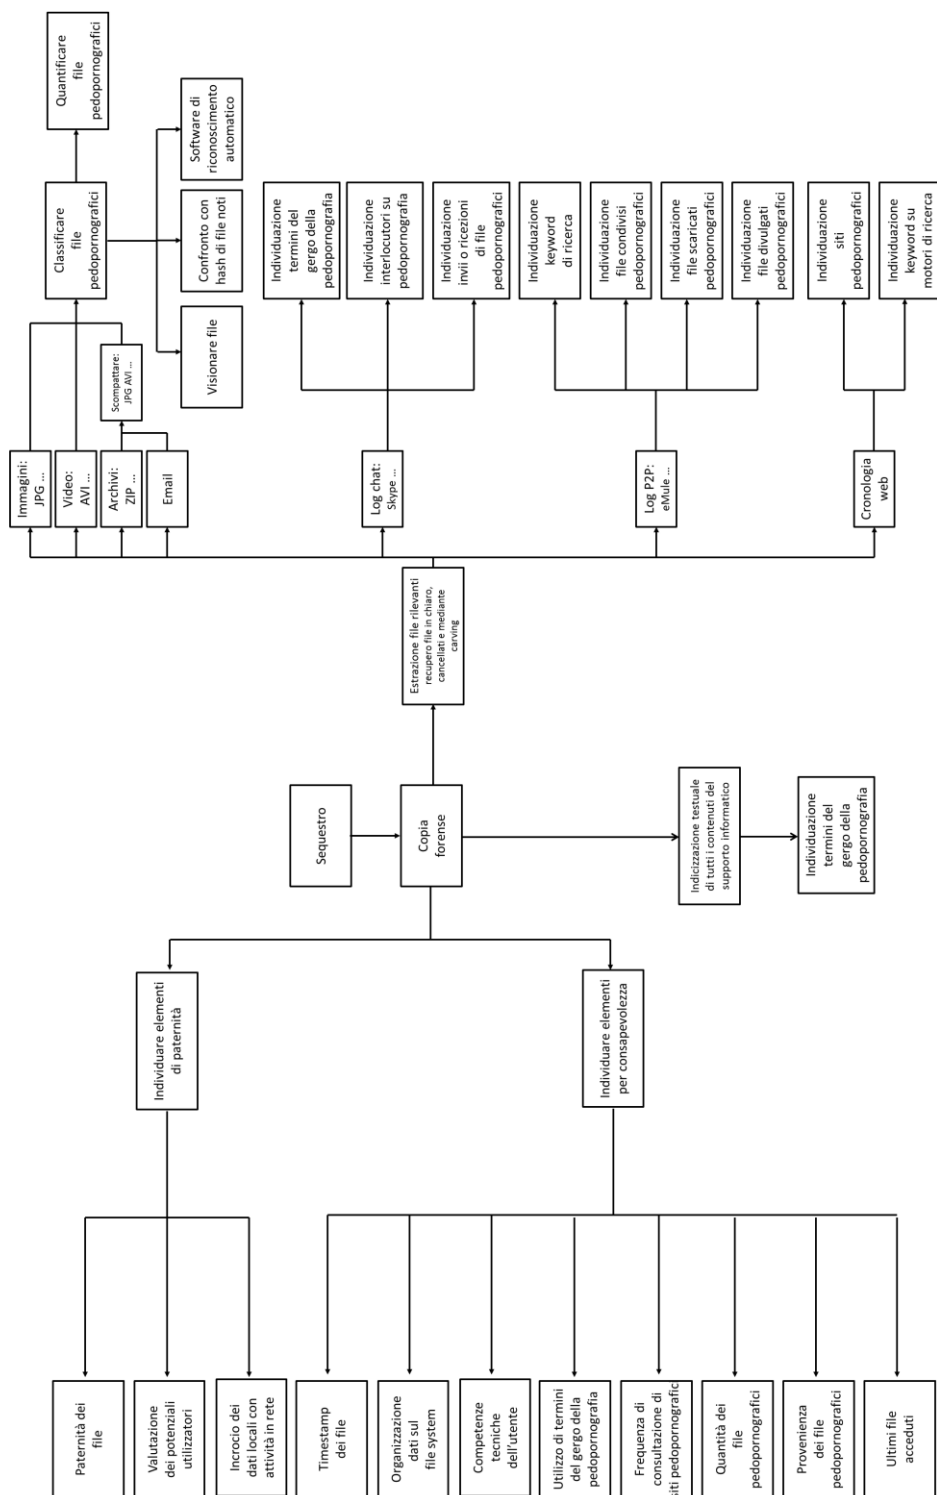 Paternità dei
file
Valutazione
dei potenziali
utilizzatori
Incrocio dei
dati locali con
attività in rete
Timestamp
dei file
Organizzazione
dati sul
file system
Competenze
tecniche
dell'utente
Utilizzo di termini
del gergo della
pedopornografia
Frequenza di
consultazione di
siti pedopornografic
Quantità dei
file
pedopornografici
Provenienza
dei file
pedopornografici
Ultimi file
acceduti
Individuare elementi
di paternità
Individuare elementi
per consapevolezza
Sequestro
Copia
forense
Indicizzazione testuale
di tutti i contenuti del
supporto informatico
Individuazione
termini del
gergo della
pedopornografia
Estrazione file rilevanti
recupero file in chiaro,
cancellati e mediante
carving
Immagini:
JPG ...
Video:
AVI ...
Archivi:
ZIP ...
Email
Scompattare:
JPG AVI ...
Log chat:
Skype ...
Log P2P:
eMule ...
Cronologia
web
Classificare
file
pedopornografici
Quantificare
file
pedopornografici
Visionare file
Confronto con
hash di file noti
Software di
riconoscimento
automatico
Individuazione
termini del
gergo della
pedopornografia
Individuazione
interlocutori su
pedopornografia
Individuazione
invii o ricezioni
di file
pedopornografici
Individuazione
keyword
di ricerca
Individuazione
file condivisi
pedopornografici
Individuazione
file scaricati
pedopornografici
Individuazione
file divulgati
pedopornografici
Individuazione
siti
pedopornografici
Individuazione
keyword su
motori di ricerca